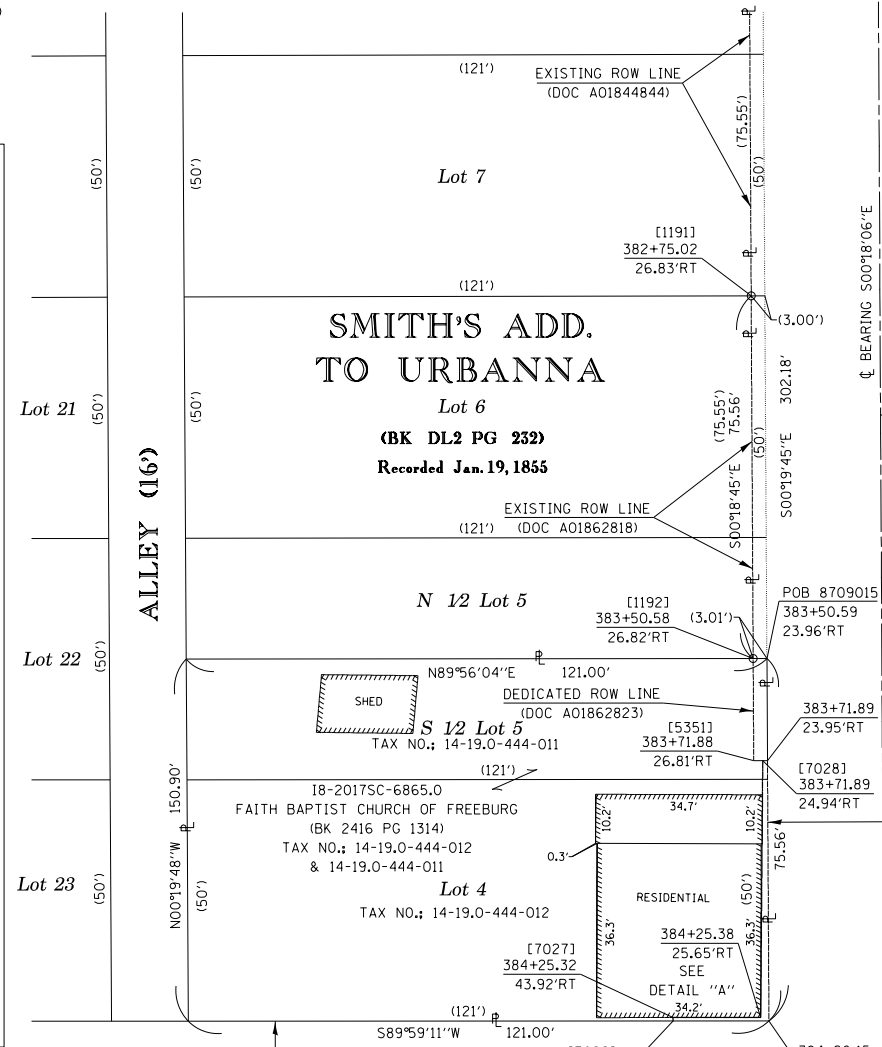 (121')
EXISTING ROW LINE
(DOC A01844844)
(75.55')
(50')
(50')
(50')
Lot 7
[1191]
382+75.02
26.83'RT
℄ BEARING S00°18'06"E
(121')
(3.00')
SMITH'S ADD.
TO URBANNA
Lot 6
(BK DL2 PG 232)
Recorded Jan. 19, 1855
Lot 21
(50')
(50')
(75.55')
75.56'
(50')
S00°18'45"E
302.18'
S00°19'45"E
ALLEY (16')
EXISTING ROW LINE
(DOC A01862818)
(121')
N 1/2 Lot 5
[1192]
383+50.58
26.82'RT
(3.01')
POB 8709015
383+50.59
23.96'RT
Lot 22
(50')
N89°56'04"E
121.00'
SHED
DEDICATED ROW LINE
(DOC A01862823)
S 1/2 Lot 5
TAX NO.; 14-19.0-444-011
[5351]
383+71.88
26.81'RT
383+71.89
23.95'RT
[7028]
383+71.89
24.94'RT
(121')
I8-2017SC-6865.0
FAITH BAPTIST CHURCH OF FREEBURG
(BK 2416 PG 1314)
TAX NO.; 14-19.0-444-012
& 14-19.0-444-011
N00°19'48"W 150.90'
(50')
34.7'
10.2'
10.2'
0.3'
75.56'
Lot 23
(50')
Lot 4
TAX NO.; 14-19.0-444-012
RESIDENTIAL
(50')
36.3'
36.3'
[7027]
384+25.32
43.92'RT
384+25.38
25.65'RT
SEE
DETAIL "A"
34.2'
(121')
S89°59'11"W
121.00'